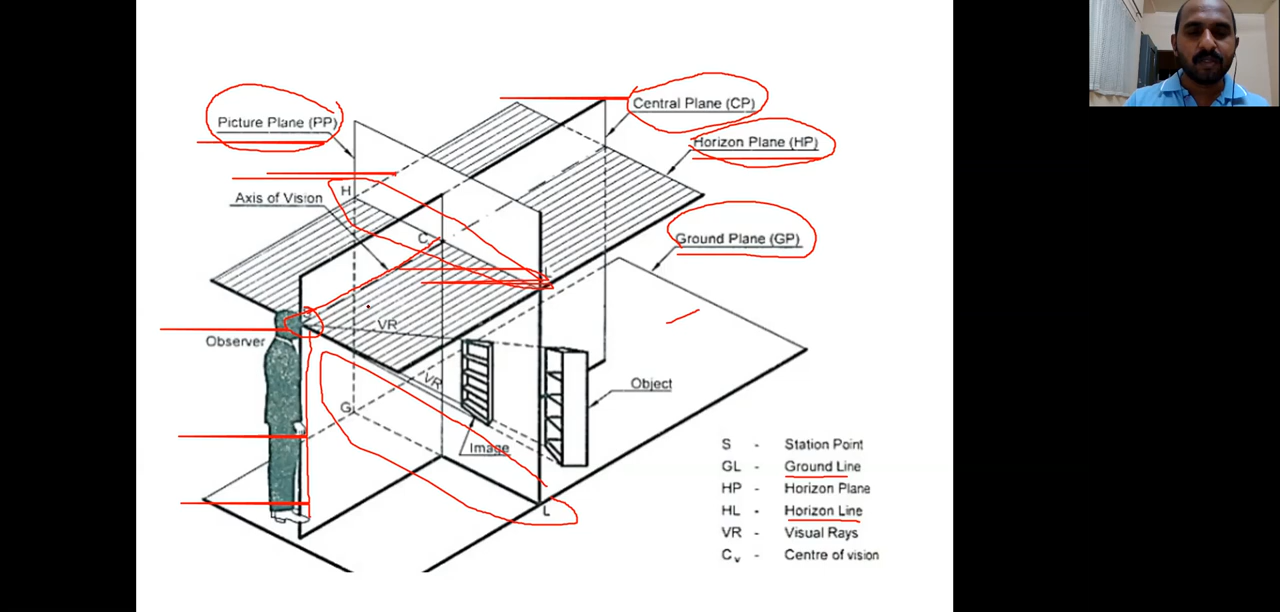 Central Plane (CP)
Picture Plane (PP)
Horizon Plane (HP)
H
Axis of Vision
Ground Plane (GP)
Cv
L
S
VR
Observer
VR
Object
G
Image
L
S - Station Point
GL - Ground Line
HP - Horizon Plane
HL - Horizon Line
VR - Visual Rays
Cv - Centre of vision